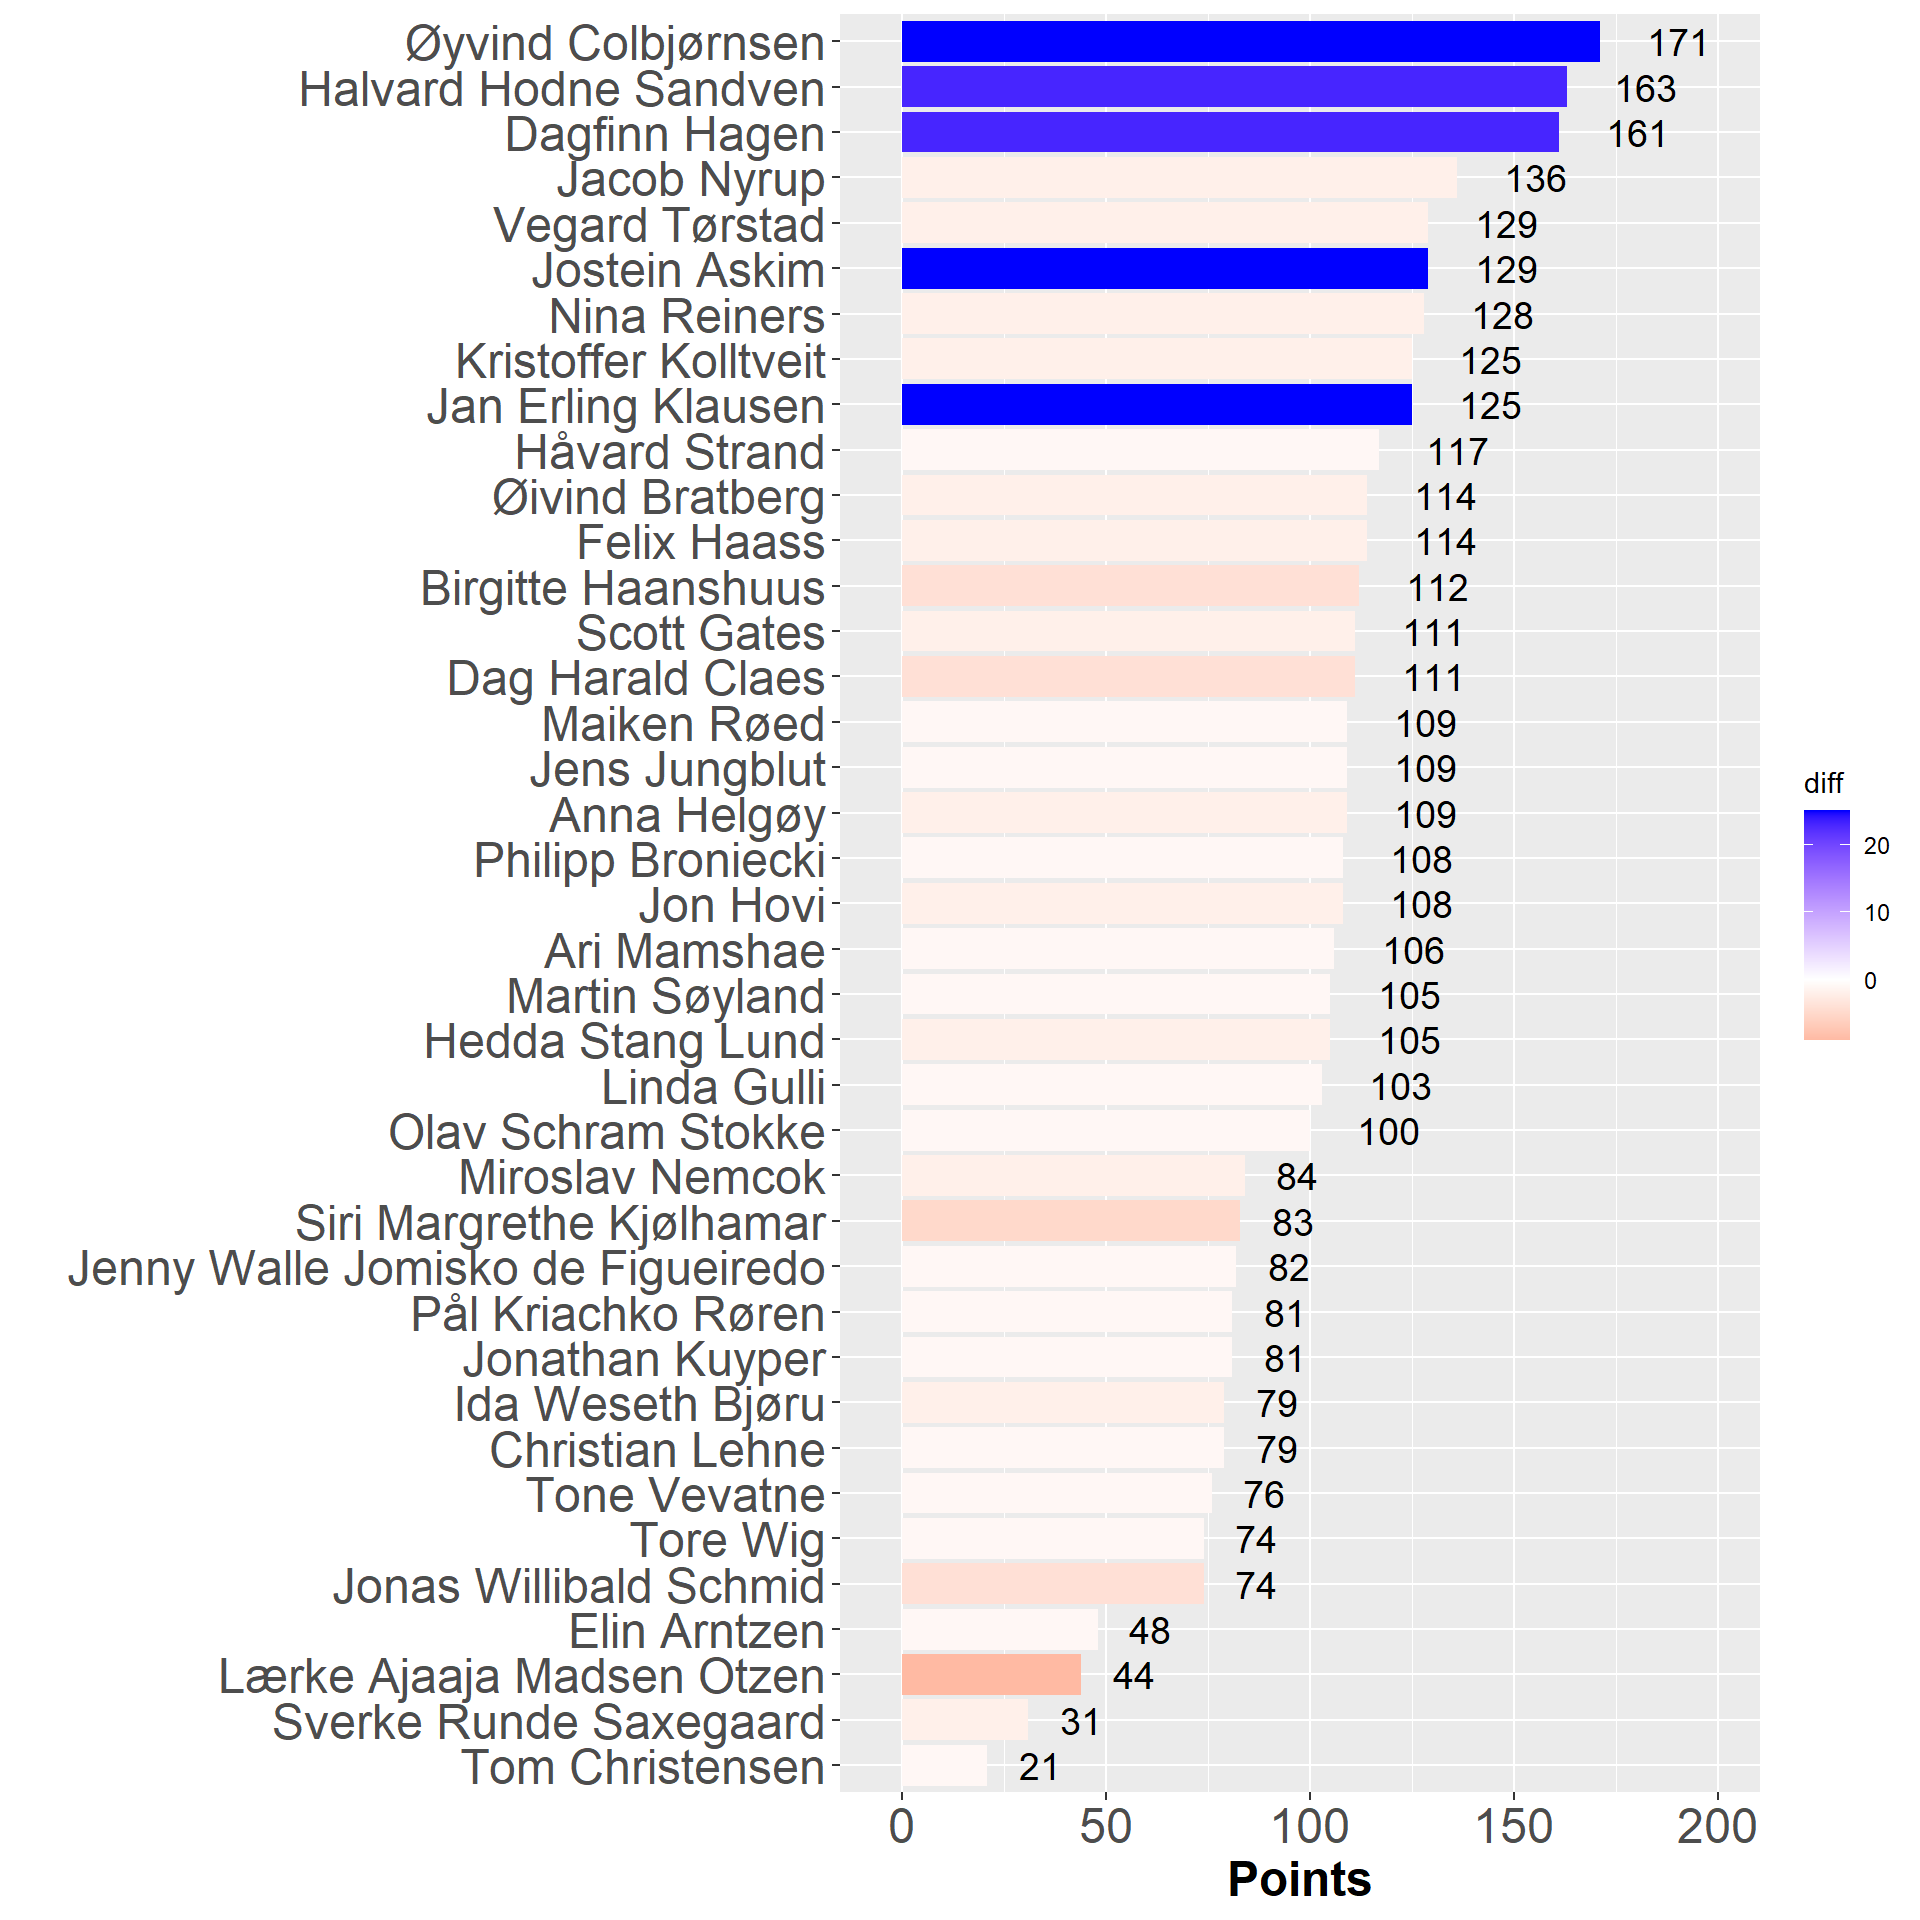 Øyvind Colbjørnsen 171
Halvard Hodne Sandven 163
Dagfinn Hagen 161
Jacob Nyrup 136
Vegard Tørstad 129
Jostein Askim 129
Nina Reiners 128
Kristoffer Kolltveit 125
Jan Erling Klausen 125
Håvard Strand 117
Øivind Bratberg 114
Felix Haass 114
Birgitte Haanshuus 112
Scott Gates 111
Dag Harald Claes 111
Maiken Røed 109
Jens Jungblut 109
Anna Helgøy 109
Philipp Broniecki 108
Jon Hovi 108
Ari Mamshae 106
Martin Søyland 105
Hedda Stang Lund 105
Linda Gulli 103
Olav Schram Stokke 100
Miroslav Nemcok 84
Siri Margrethe Kjølhamar 83
Jenny Walle Jomisko de Figueiredo 82
Pål Kriachko Røren 81
Jonathan Kuyper 81
Ida Weseth Bjøru 79
Christian Lehne 79
Tone Vevatne 76
Tore Wig 74
Jonas Willibald Schmid 74
Elin Arntzen 48
Lærke Ajaaja Madsen Otzen 44
Sverke Runde Saxegaard 31
Tom Christensen 21
0 50 100 150 200
Points
diff
20
10
0